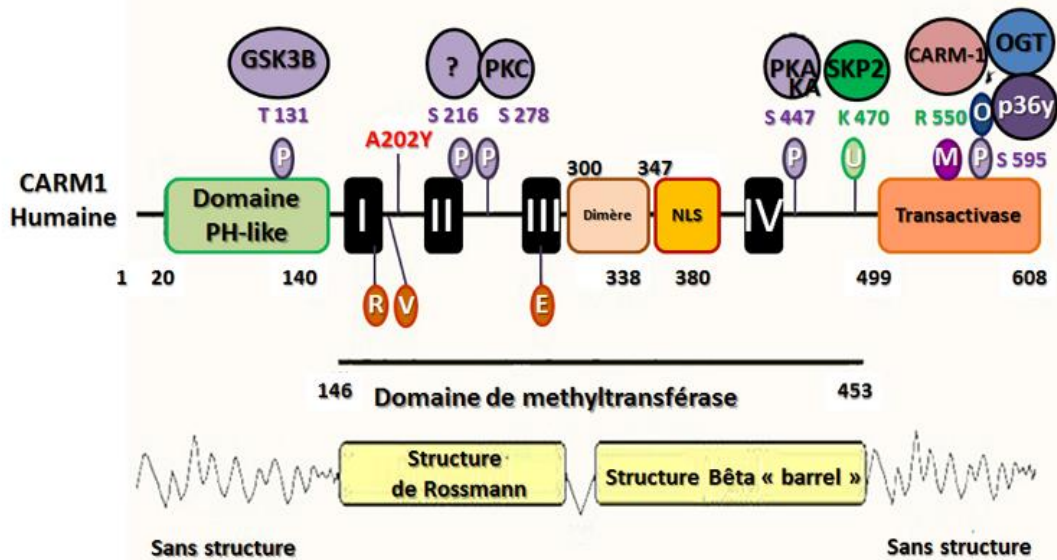 GSK3B
?
PKC
PKA
KA
SKP2
CARM-1
OGT
p36y
T 131
S 216
S 278
S 447
K 470
R 550
O
A202Y
P
P
P
P
U
M
P
S 595
300
347
CARM1
Humaine
Domaine
PH-like
I
II
III
Dimère
NLS
IV
Transactivase
1
20
140
338
380
499
608
R
V
E
146
Domaine de methyltransférase
453
Structure
de Rossmann
Structure Bêta « barrel »
Sans structure
Sans structure